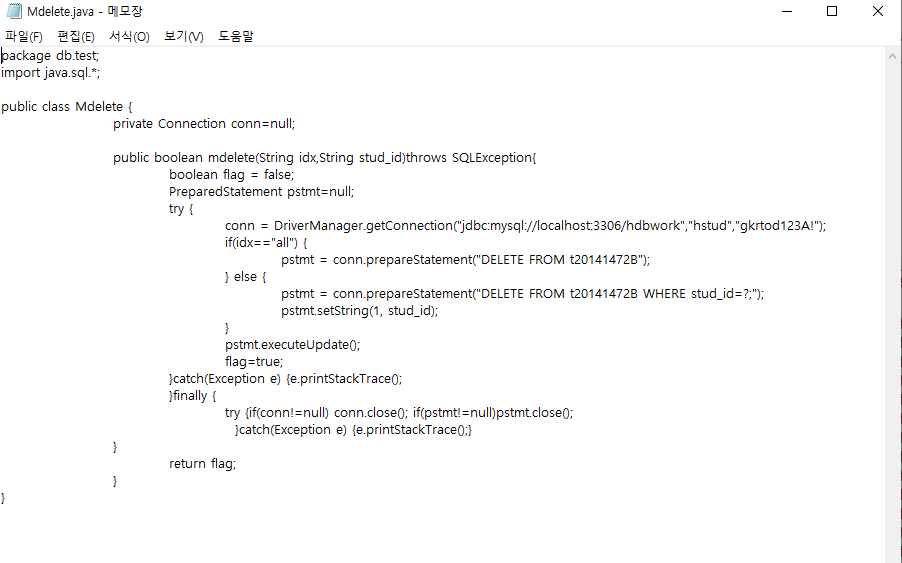 Mdelete.java - 메모장
파일(F) 편집(E) 서식(O) 보기(V) 도움말
package db.test;
import java.sql.*;
public class Mdelete {
private Connection conn=null;
public boolean mdelete(String idx,String stud_id)throws SQLException{
boolean flag = false;
PreparedStatement pstmt=null;
try {
conn = DriverManager.getConnection("jdbc:mysql://localhost:3306/hdbwork","hstud","gkrtod123A!");
if(idx=="all") {
pstmt = conn.prepareStatement("DELETE FROM t20141472B");
} else {
pstmt = conn.prepareStatement("DELETE FROM t20141472B WHERE stud_id=?;");
pstmt.setString(1, stud_id);
}
pstmt.executeUpdate();
flag=true;
}catch(Exception e) {e.printStackTrace();
}finally {
try {if(conn!=null) conn.close(); if(pstmt!=null)pstmt.close();
}catch(Exception e) {e.printStackTrace();}
}
return flag;
}
}